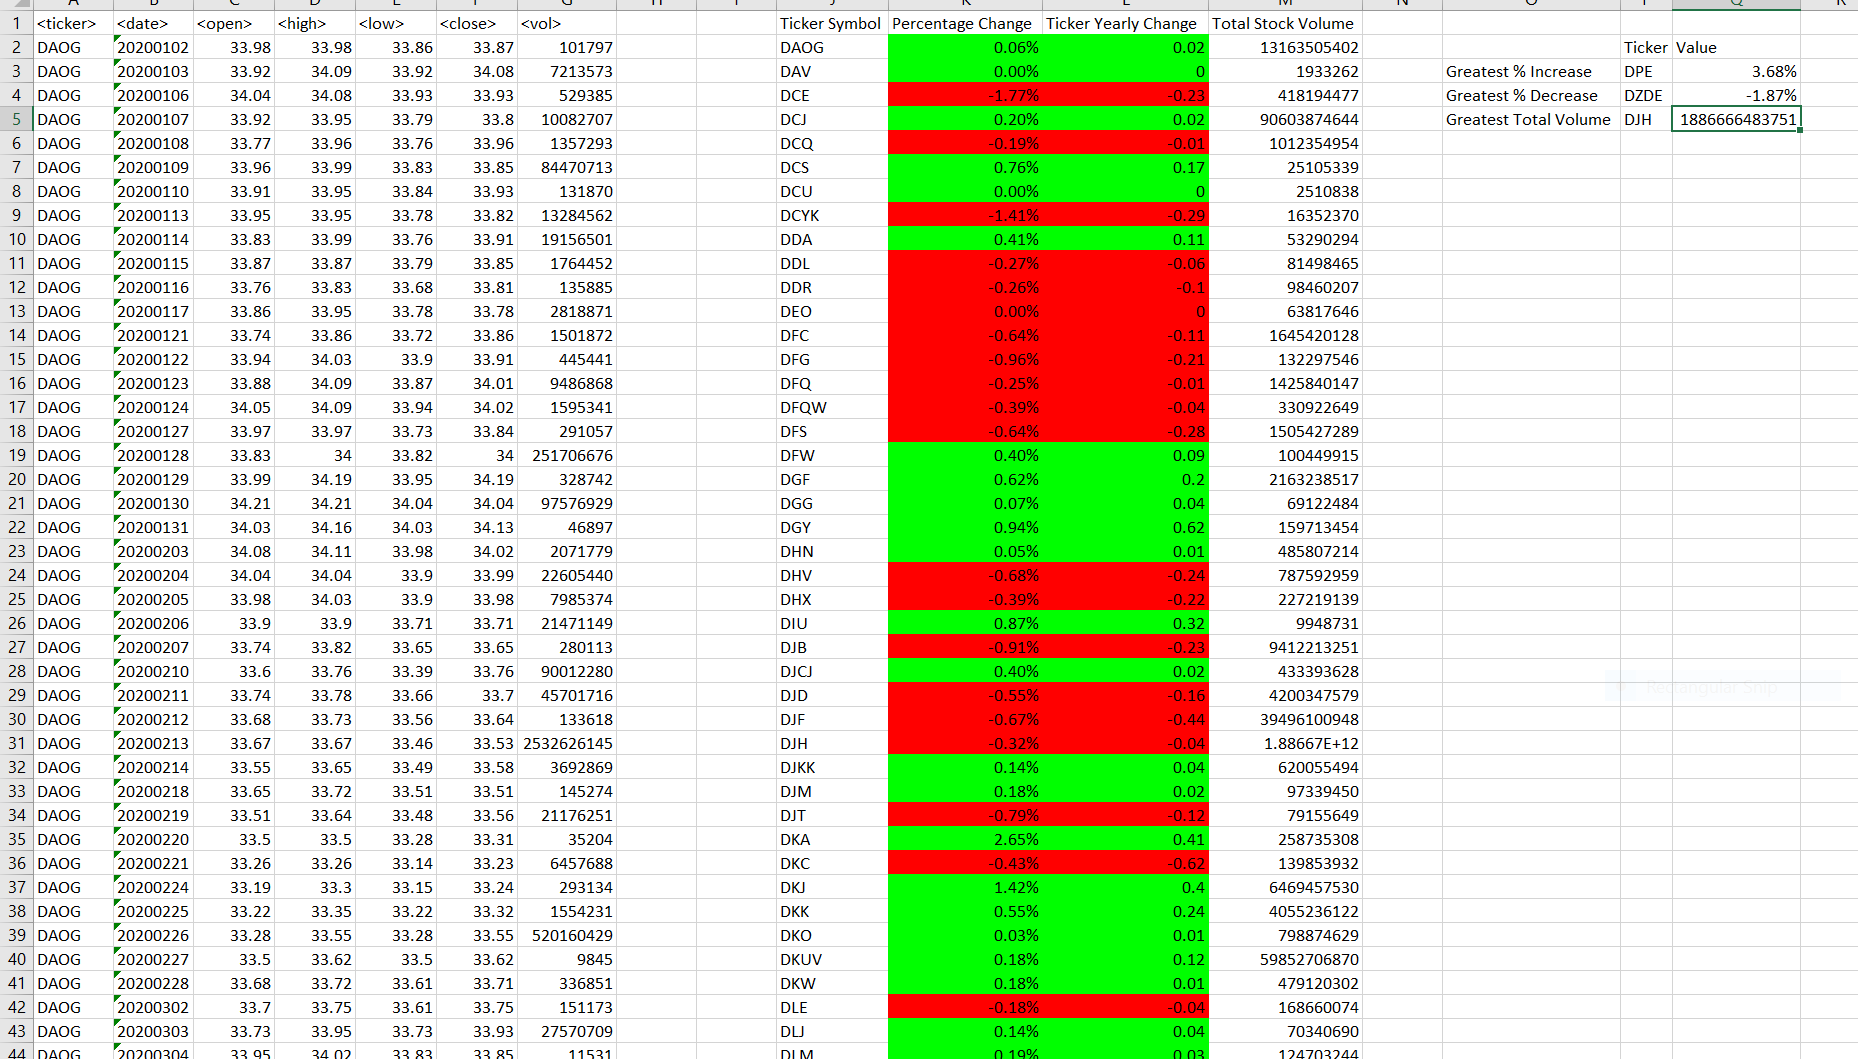 A B C D E F G H I J K L M N O P Q R
1 <ticker> <date> <open> <high> <low> <close> <vol> Ticker Symbol Percentage Change Ticker Yearly Change Total Stock Volume
2 DAOG 20200102 33.98 33.98 33.86 33.87 101797 DAOG 0.06% 0.02 13163505402 Ticker Value
3 DAOG 20200103 33.92 34.09 33.92 34.08 7213573 DAV 0.00% 0 1933262 Greatest % Increase DPE 3.68%
4 DAOG 20200106 34.04 34.08 33.93 33.93 529385 DCE -1.77% -0.23 418194477 Greatest % Decrease DZDE -1.87%
5 DAOG 20200107 33.92 33.95 33.79 33.8 10082707 DCJ 0.20% 0.02 90603874644 Greatest Total Volume DJH 1886666483751
6 DAOG 20200108 33.77 33.96 33.76 33.96 1357293 DCQ -0.19% -0.01 1012354954
7 DAOG 20200109 33.96 33.99 33.83 33.85 84470713 DCS 0.76% 0.17 25105339
8 DAOG 20200110 33.91 33.95 33.84 33.93 131870 DCU 0.00% 0 2510838
9 DAOG 20200113 33.95 33.95 33.78 33.82 13284562 DCYK -1.41% -0.29 16352370
10 DAOG 20200114 33.83 33.99 33.76 33.91 19156501 DDA 0.41% 0.11 53290294
11 DAOG 20200115 33.87 33.87 33.79 33.85 1764452 DDL -0.27% -0.06 81498465
12 DAOG 20200116 33.76 33.83 33.68 33.81 135885 DDR -0.26% -0.1 98460207
13 DAOG 20200117 33.86 33.95 33.78 33.78 2818871 DEO 0.00% 0 63817646
14 DAOG 20200121 33.74 33.86 33.72 33.86 1501872 DFC -0.64% -0.11 1645420128
15 DAOG 20200122 33.94 34.03 33.9 33.91 445441 DFG -0.96% -0.21 132297546
16 DAOG 20200123 33.88 34.09 33.87 34.01 9486868 DFQ -0.25% -0.01 1425840147
17 DAOG 20200124 34.05 34.09 33.94 34.02 1595341 DFQW -0.39% -0.04 330922649
18 DAOG 20200127 33.97 33.97 33.73 33.84 291057 DFS -0.64% -0.28 1505427289
19 DAOG 20200128 33.83 34 33.82 34 251706676 DFW 0.40% 0.09 100449915
20 DAOG 20200129 33.99 34.19 33.95 34.19 328742 DGF 0.62% 0.2 2163238517
21 DAOG 20200130 34.21 34.21 34.04 34.04 97576929 DGG 0.07% 0.04 69122484
22 DAOG 20200131 34.03 34.16 34.03 34.13 46897 DGY 0.94% 0.62 159713454
23 DAOG 20200203 34.08 34.11 33.98 34.02 2071779 DHN 0.05% 0.01 485807214
24 DAOG 20200204 34.04 34.04 33.9 33.99 22605440 DHV -0.68% -0.24 787592959
25 DAOG 20200205 33.98 34.03 33.9 33.98 7985374 DHX -0.39% -0.22 227219139
26 DAOG 20200206 33.9 33.9 33.71 33.71 21471149 DIU 0.87% 0.32 9948731
27 DAOG 20200207 33.74 33.82 33.65 33.65 280113 DJB -0.91% -0.23 9412213251
28 DAOG 20200210 33.6 33.76 33.39 33.76 90012280 DJCJ 0.40% 0.02 433393628
29 DAOG 20200211 33.74 33.78 33.66 33.7 45701716 DJD -0.55% -0.16 4200347579 Rectangular Snip
30 DAOG 20200212 33.68 33.73 33.56 33.64 133618 DJF -0.67% -0.44 39496100948
31 DAOG 20200213 33.67 33.67 33.46 33.53 2532626145 DJH -0.32% -0.04 1.88667E+12
32 DAOG 20200214 33.55 33.65 33.49 33.58 3692869 DJKK 0.14% 0.04 620055494
33 DAOG 20200218 33.65 33.72 33.51 33.51 145274 DJM 0.18% 0.02 97339450
34 DAOG 20200219 33.51 33.64 33.48 33.56 21176251 DJT -0.79% -0.12 79155649
35 DAOG 20200220 33.5 33.5 33.28 33.31 35204 DKA 2.65% 0.41 258735308
36 DAOG 20200221 33.26 33.26 33.14 33.23 6457688 DKC -0.43% -0.62 139853932
37 DAOG 20200224 33.19 33.3 33.15 33.24 293134 DKJ 1.42% 0.4 6469457530
38 DAOG 20200225 33.22 33.35 33.22 33.32 1554231 DKK 0.55% 0.24 4055236122
39 DAOG 20200226 33.28 33.55 33.28 33.55 520160429 DKO 0.03% 0.01 798874629
40 DAOG 20200227 33.5 33.62 33.5 33.62 9845 DKUV 0.18% 0.12 59852706870
41 DAOG 20200228 33.68 33.72 33.61 33.71 336851 DKW 0.18% 0.01 479120302
42 DAOG 20200302 33.7 33.75 33.61 33.75 151173 DLE -0.18% -0.04 168660074
43 DAOG 20200303 33.73 33.95 33.73 33.93 27570709 DLJ 0.14% 0.04 70340690
44 DAOG 20200304 33.95 34.02 33.83 33.85 11531 DLM 0.19% 0.03 124703244